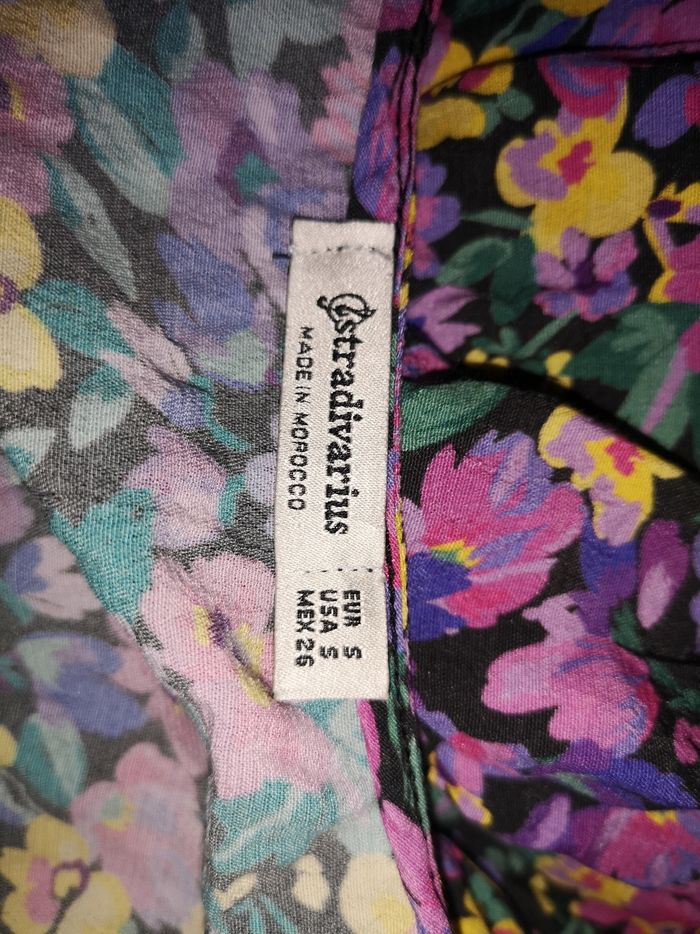 Stradivarius
MADE IN MOROCCO
EUR S
USA S
MEX 26